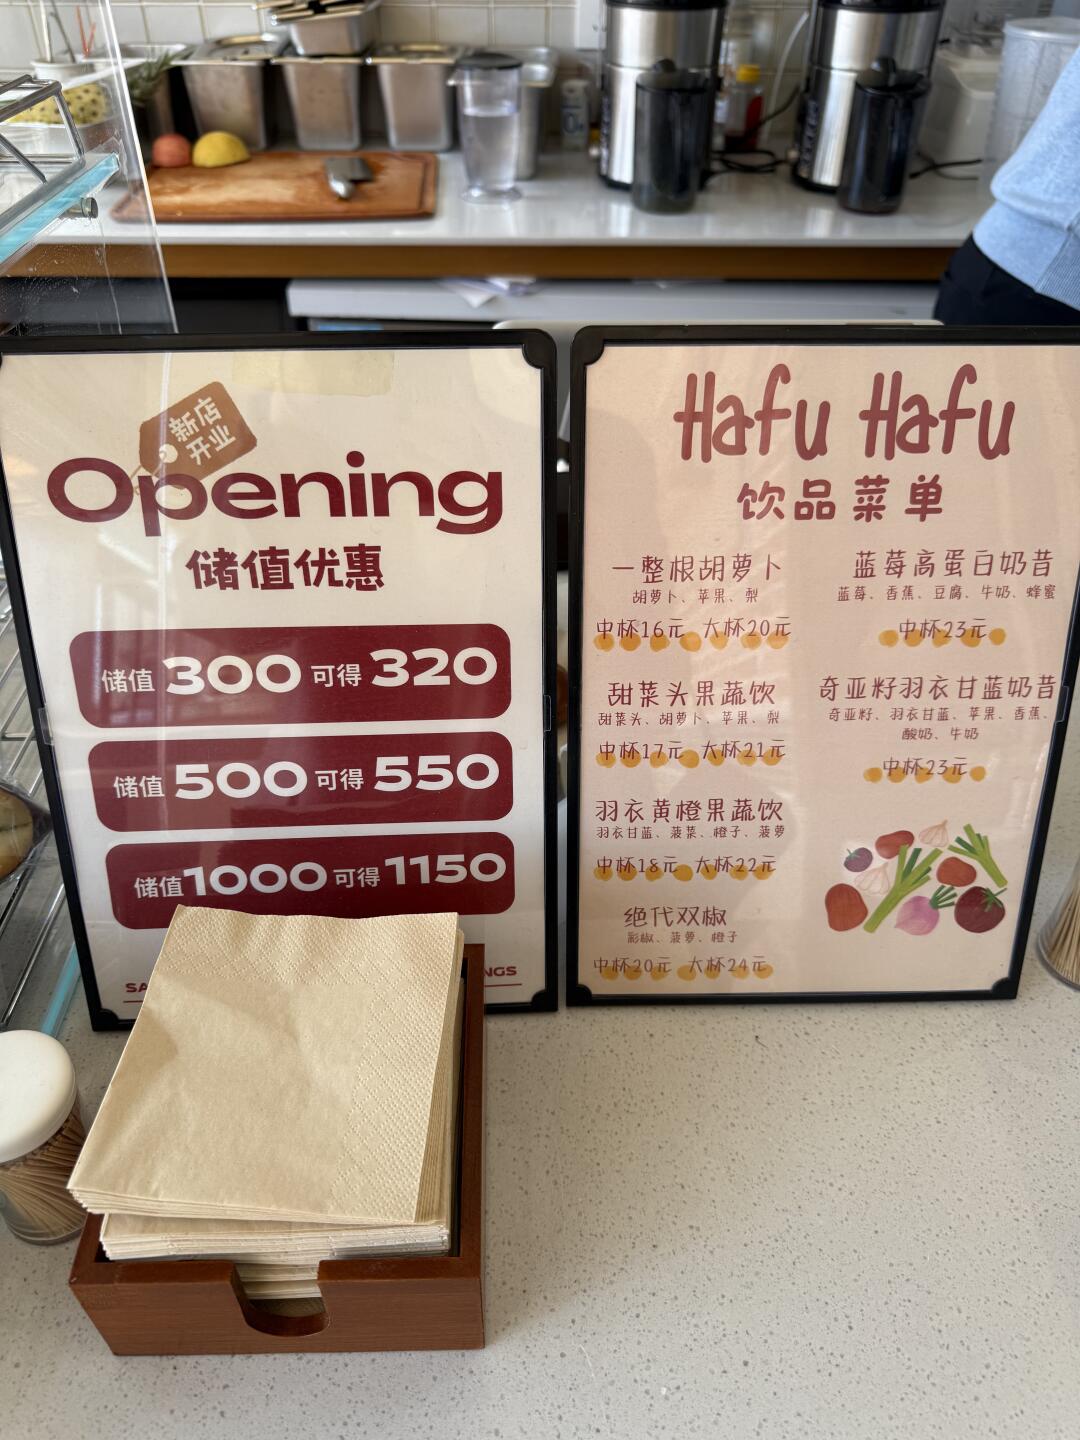 新店
开业
Opening
储值优惠
储值 300 可得 320
储值 500 可得 550
储值1000可得1150
Hafu Hafu
饮品菜单
一整根胡萝卜
胡萝卜、苹果、梨
中杯16元 大杯20元
甜菜头果蔬饮
甜菜头、胡萝卜、苹果、梨
中杯17元 大杯21元
羽衣黄橙果蔬饮
羽衣甘蓝、菠菜、橙子、菠萝
中杯18元 大杯22元
绝代双椒
彩椒、菠萝、橙子
中杯20元 大杯24元
蓝莓高蛋白奶昔
蓝莓、香蕉、豆腐、牛奶、蜂蜜
中杯23元
奇亚籽羽衣甘蓝奶昔
奇亚籽、羽衣甘蓝、苹果、香蕉、
酸奶、牛奶
中杯23元